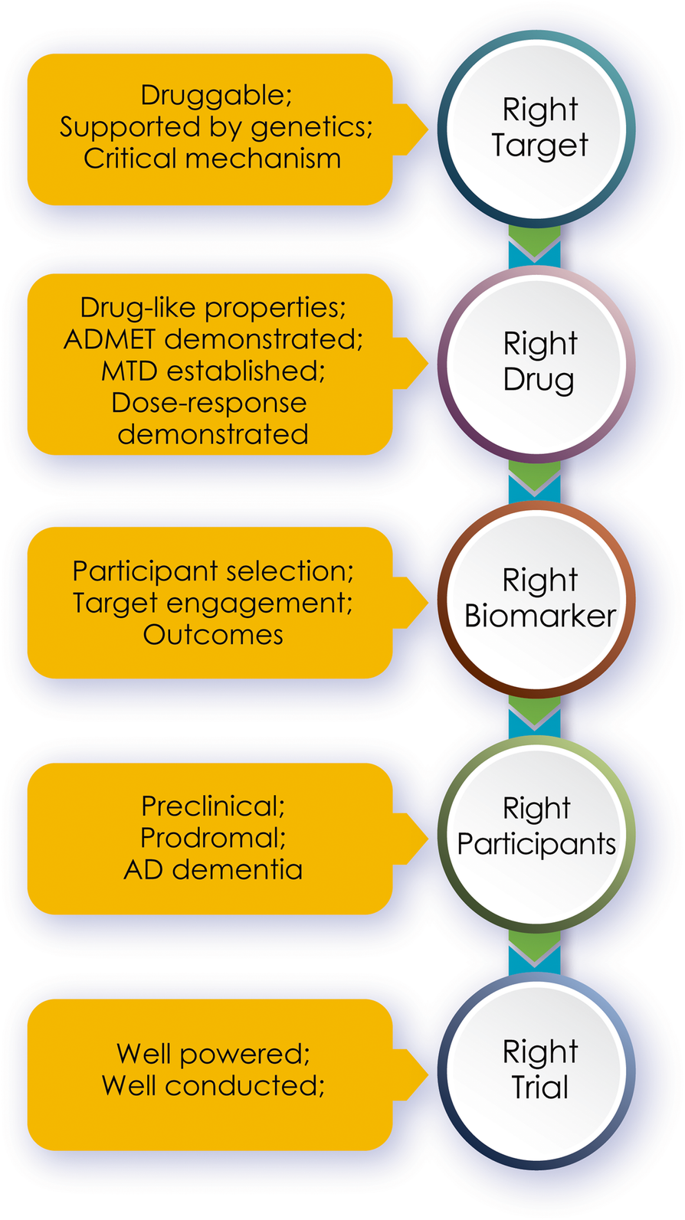 Druggable;
Supported by genetics;
Critical mechanism
Right
Target
Drug-like properties;
ADMET demonstrated;
MTD established;
Dose-response
demonstrated
Right
Drug
Participant selection;
Target engagement;
Outcomes
Right
Biomarker
Preclinical;
Prodromal;
AD dementia
Right
Participants
Well powered;
Well conducted;
Right
Trial